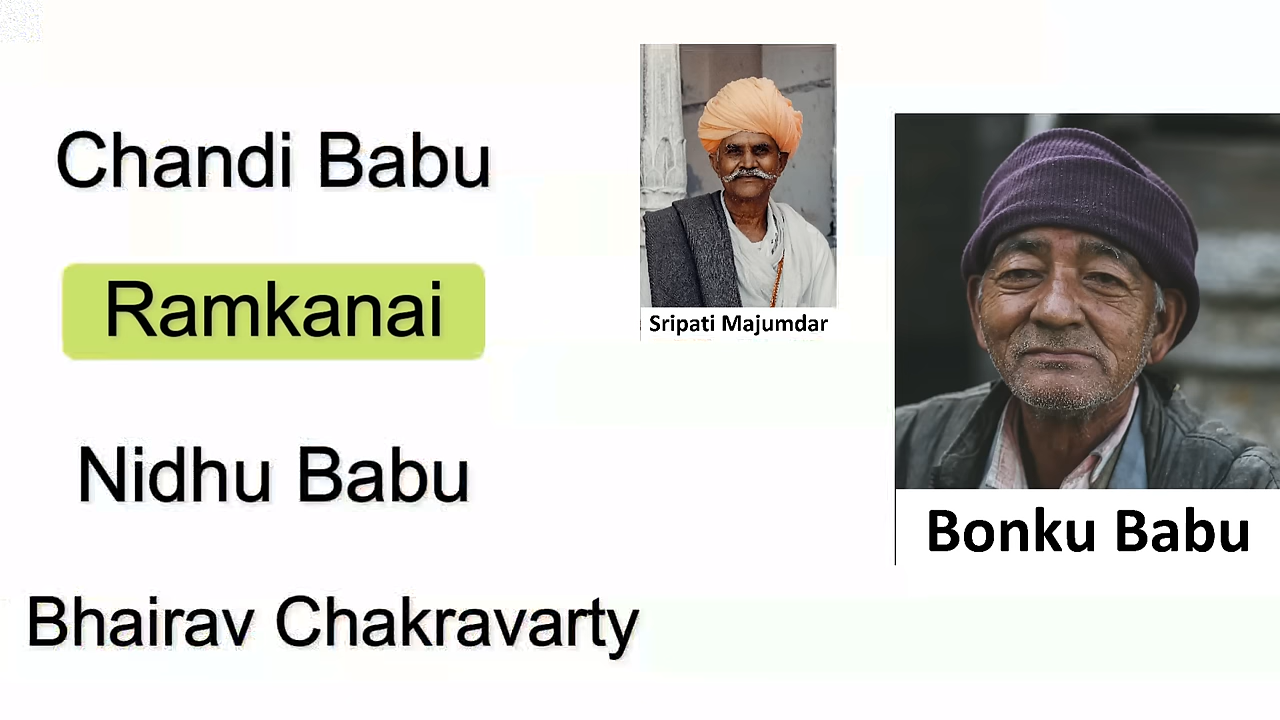 Chandi Babu
Ramkanai
Nidhu Babu
Bhairav Chakravarty
Sripati Majumdar
Bonku Babu